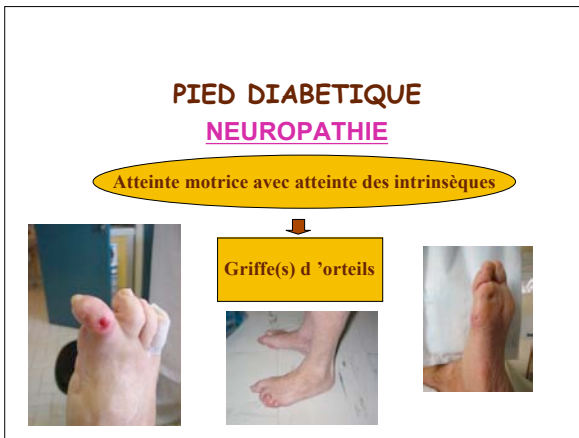 PIED DIABETIQUE
NEUROPATHIE
Atteinte motrice avec atteinte des intrinsèques
Griffe(s) d ’orteils